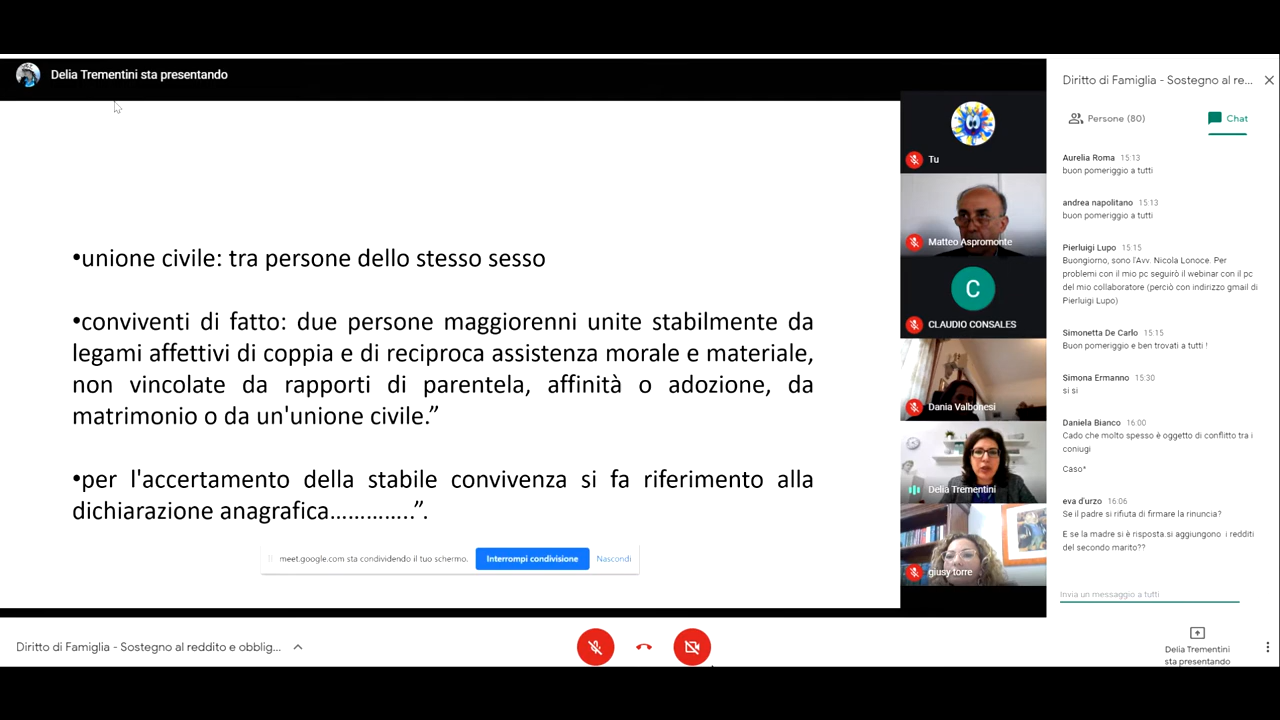 Delia Trementini sta presentando
•unione civile: tra persone dello stesso sesso
•conviventi di fatto: due persone maggiorenni unite stabilmente da
legami affettivi di coppia e di reciproca assistenza morale e materiale,
non vincolate da rapporti di parentela, affinità o adozione, da
matrimonio o da un'unione civile.”
•per l'accertamento della stabile convivenza si fa riferimento alla
dichiarazione anagrafica…………..”.
meet.google.com sta condividendo il tuo schermo.
Interrompi condivisione
Nascondi
Tu
Matteo Aspromonte
C
CLAUDIO CONSALES
Dania Valbonesi
Delia Trementini
giusy torre
Diritto di Famiglia - Sostegno al re...
Persone (80)
Chat
Aurelia Roma 15:13
buon pomeriggio a tutti
andrea napolitano 15:13
buon pomeriggio a tutti
Pierluigi Lupo 15:15
Buongiorno, sono l'Avv. Nicola Lonoce. Per
problemi con il mio pc seguirò il webinar con il pc
del mio collaboratore (perciò con indirizzo gmail di
Pierluigi Lupo)
Simonetta De Carlo 15:15
Buon pomeriggio e ben trovati a tutti !
Simona Ermanno 15:30
si si
Daniela Bianco 16:00
Cado che molto spesso è oggetto di conflitto tra i
coniugi
Caso*
eva d'urzo 16:06
Se il padre si rifiuta di firmare la rinuncia?
E se la madre si è risposta.si aggiungono i redditi
del secondo marito??
Invia un messaggio a tutti
Diritto di Famiglia - Sostegno al reddito e obblig...
Delia Trementini
sta presentando